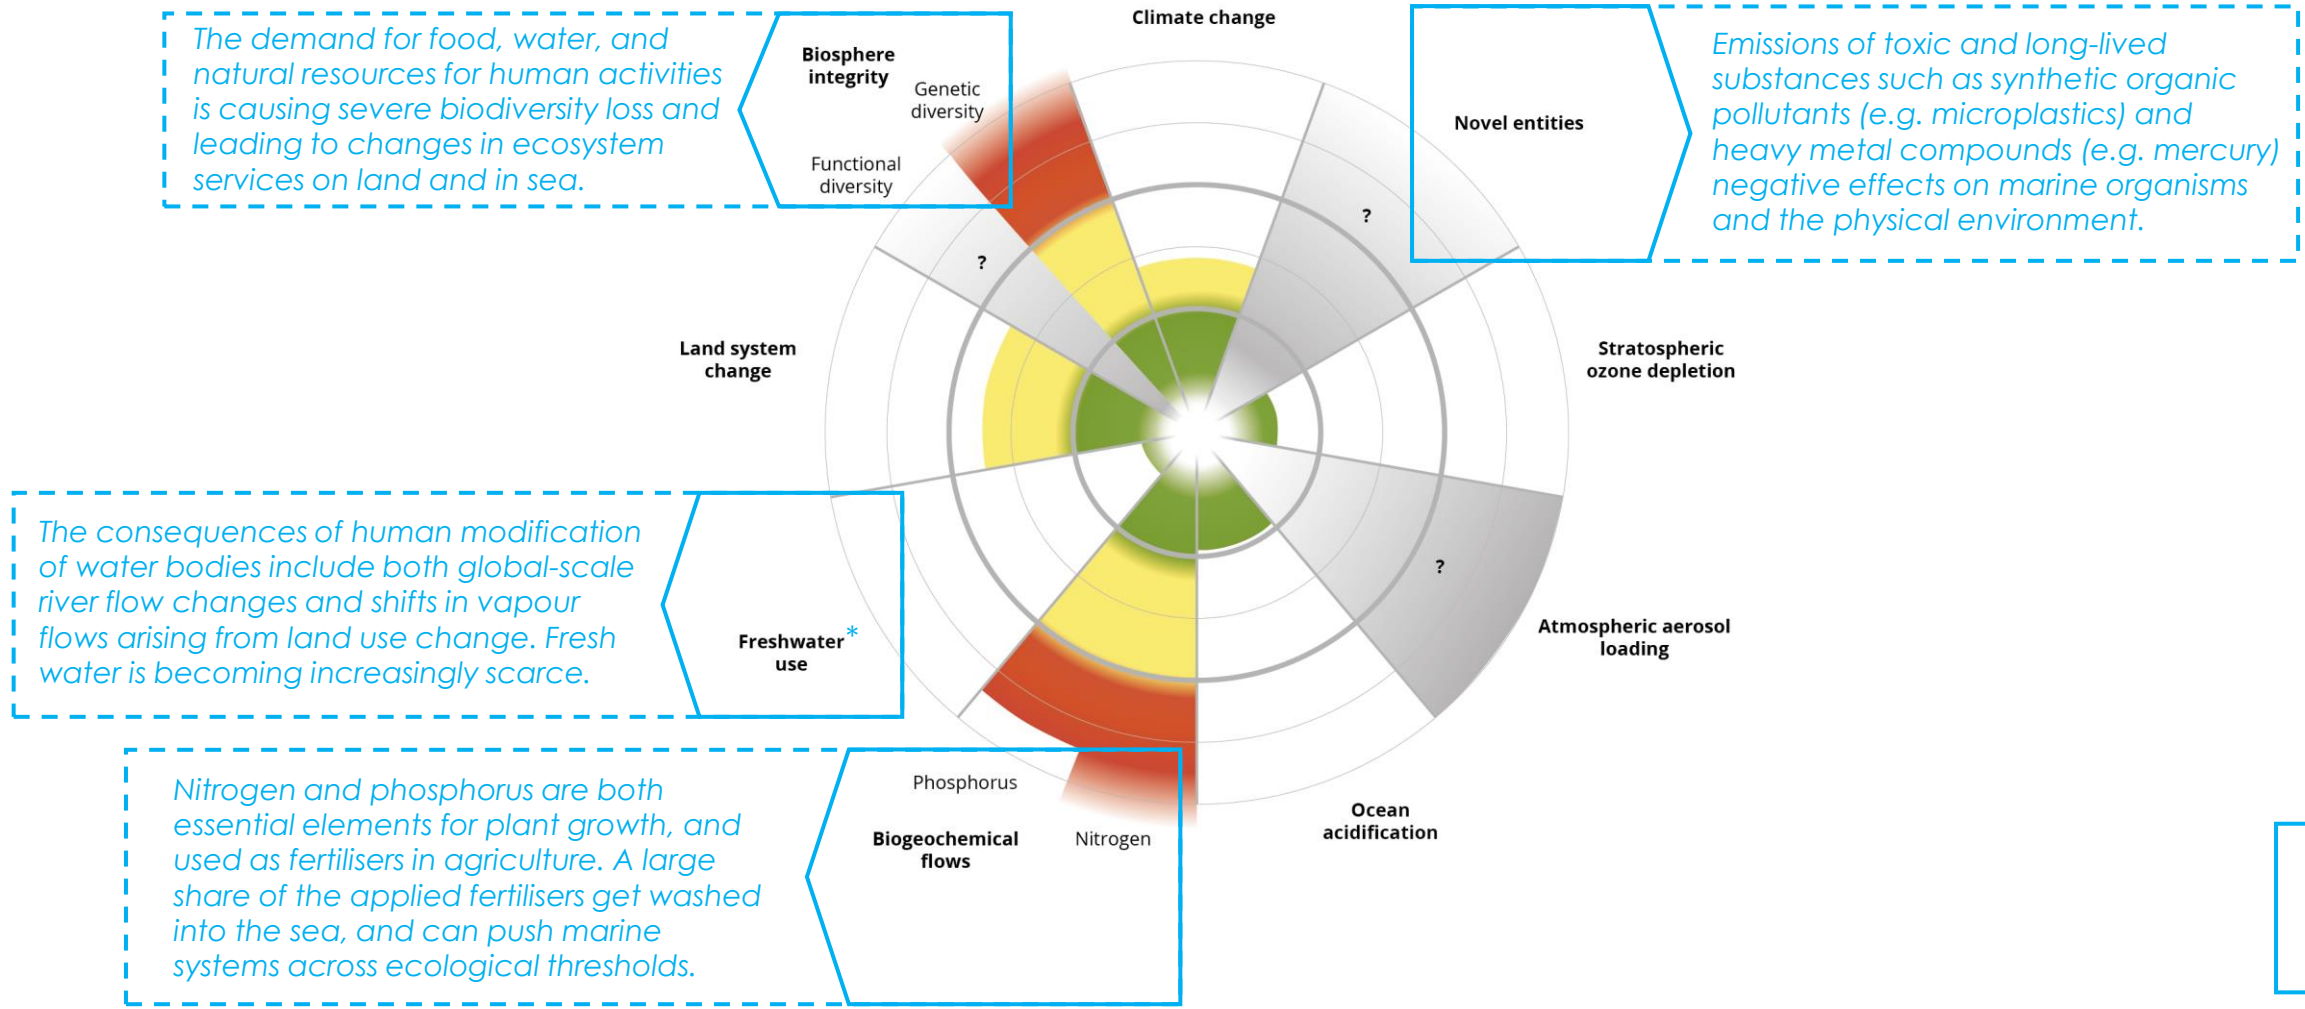 The demand for food, water, and
natural resources for human activities
is causing severe biodiversity loss and
leading to changes in ecosystem
services on land and in sea.
Biosphere
integrity
Genetic
diversity
Functional
diversity
Climate change
Novel entities
Emissions of toxic and long-lived
substances such as synthetic organic
pollutants (e.g. microplastics) and
heavy metal compounds (e.g. mercury)
negative effects on marine organisms
and the physical environment.
?
?
Land system
change
Stratospheric
ozone depletion
The consequences of human modification
of water bodies include both global-scale
river flow changes and shifts in vapour
flows arising from land use change. Fresh
water is becoming increasingly scarce.
Freshwater*
use
?
Atmospheric aerosol
loading
Nitrogen and phosphorus are both
essential elements for plant growth, and
used as fertilisers in agriculture. A large
share of the applied fertilisers get washed
into the sea, and can push marine
systems across ecological thresholds.
Phosphorus
Biogeochemical
flows
Nitrogen
Ocean
acidification